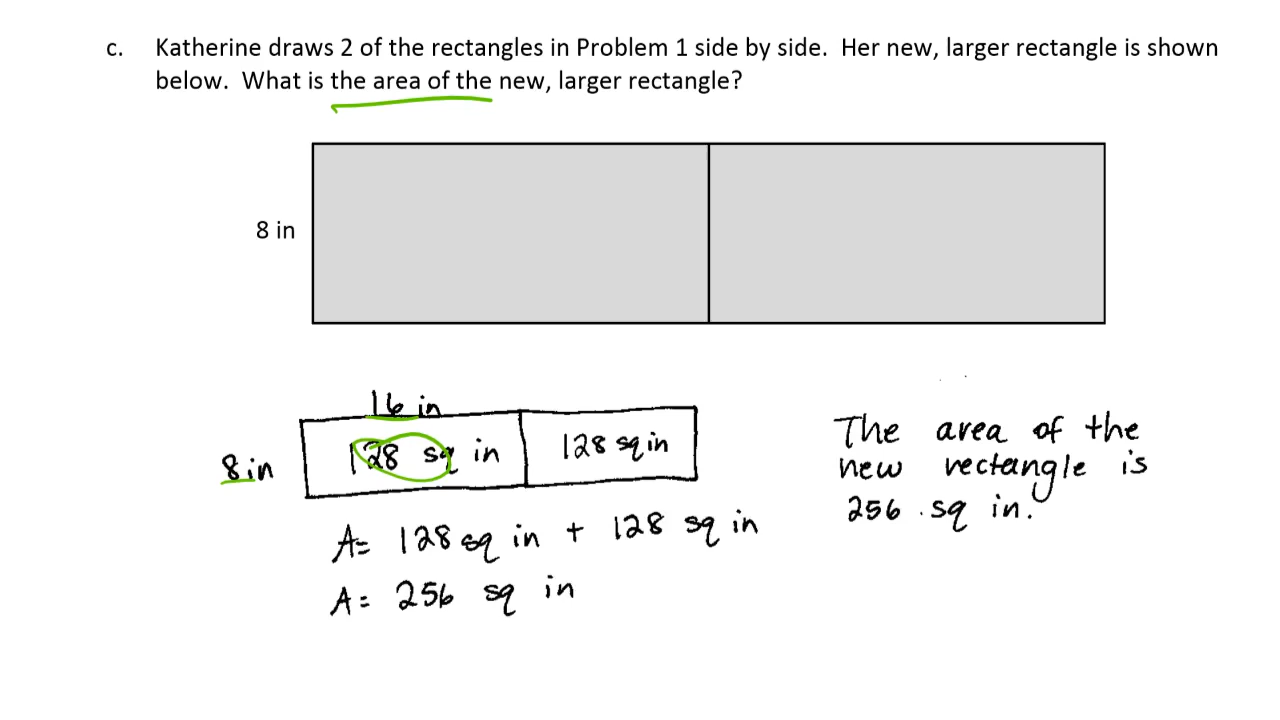 c. Katherine draws 2 of the rectangles in Problem 1 side by side. Her new, larger rectangle is shown
below. What is the area of the new, larger rectangle?
8 in
16 in
8 in
128 sq in
128 sq in
A= 128 sq in + 128 sq in
A= 256 sq in
The area of the
new rectangle is
256 sq in.